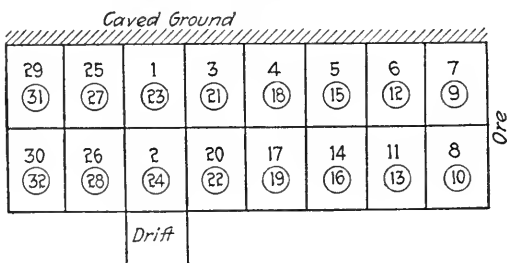 Caved Ground
29 25 1 3 4 5 6 7
31 27 23 21 18 15 12 9
Ore
30 26 2 20 17 14 11 8
32 28 24 22 19 16 13 10
Drift